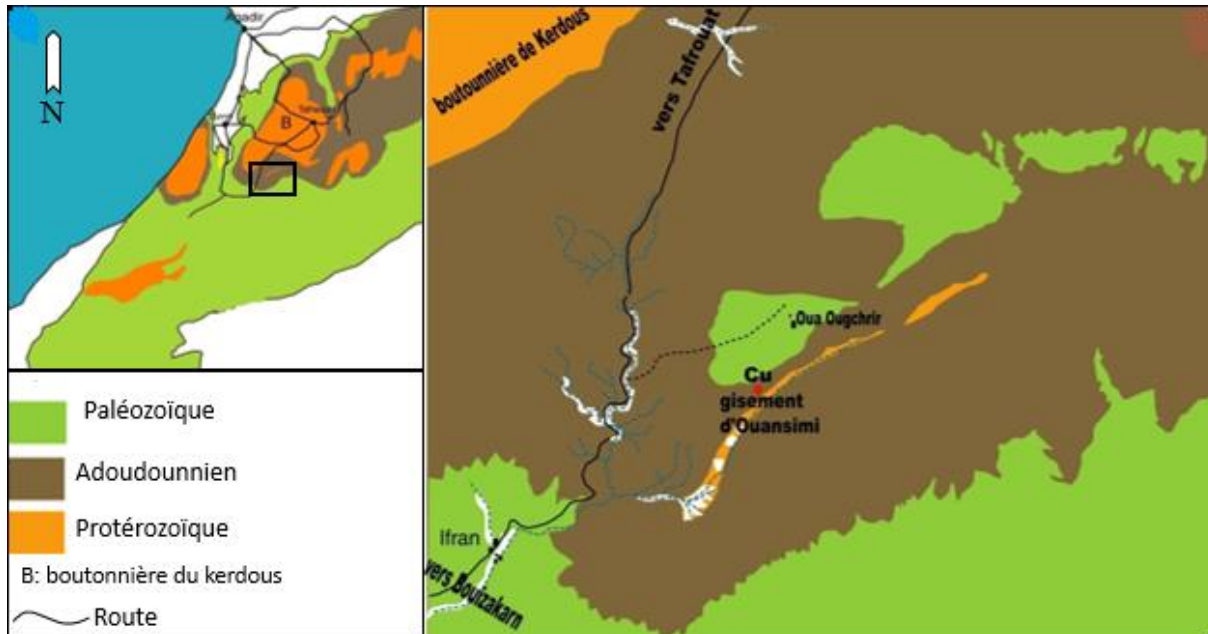 Agadir
N
B
Paléozoïque
Adoudounnien
Protérozoïque
B: boutonnière du kerdous
Route
boutounnière de Kerdous
vers Tafrouat
Oua Ougchrir
Cu
gisement
d'Ouansimi
Ifran
vers Bouizakarn